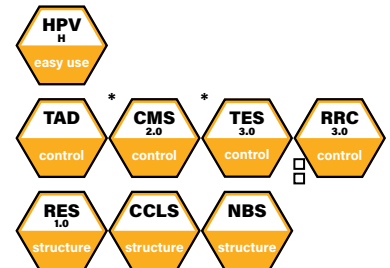 HPV
H
easy use
* *
TAD CMS TES RRC
2.0 3.0 3.0
control control control control
RES CCLS NBS
1.0
structure structure structure